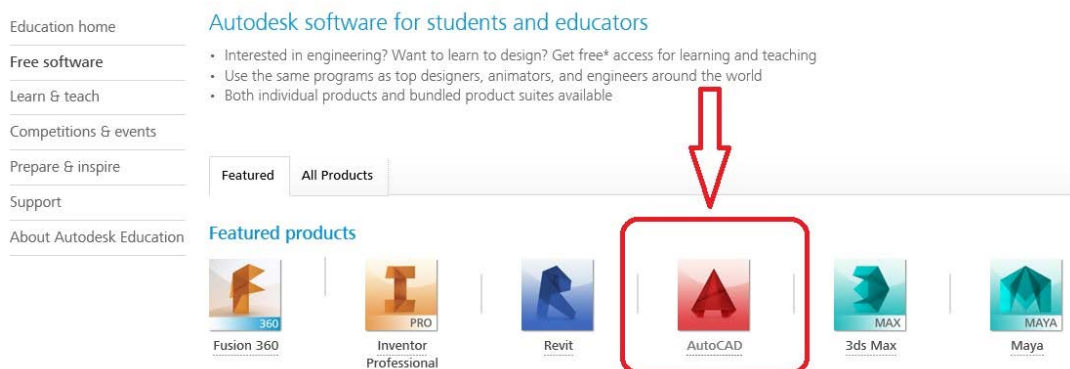 Education home
Free software
Learn & teach
Competitions & events
Prepare & inspire
Support
About Autodesk Education
Autodesk software for students and educators
• Interested in engineering? Want to learn to design? Get free* access for learning and teaching
• Use the same programs as top designers, animators, and engineers around the world
• Both individual products and bundled product suites available
Featured
All Products
Featured products
360
Fusion 360
PRO
Inventor
Professional
Revit
AutoCAD
MAX
3ds Max
MAYA
Maya